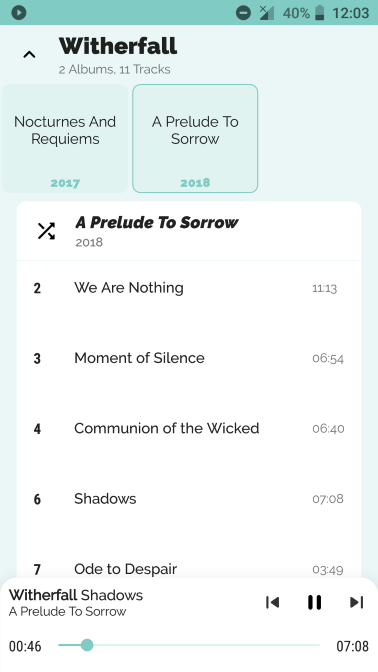 40% 12:03
Witherfall
2 Albums, 11 Tracks
Nocturnes And
Requiems
2017
A Prelude To
Sorrow
2018
A Prelude To Sorrow
2018
2 We Are Nothing 11:13
3 Moment of Silence 06:54
4 Communion of the Wicked 06:40
6 Shadows 07:08
7 Ode to Despair 03:49
Witherfall Shadows
A Prelude To Sorrow
00:46 07:08